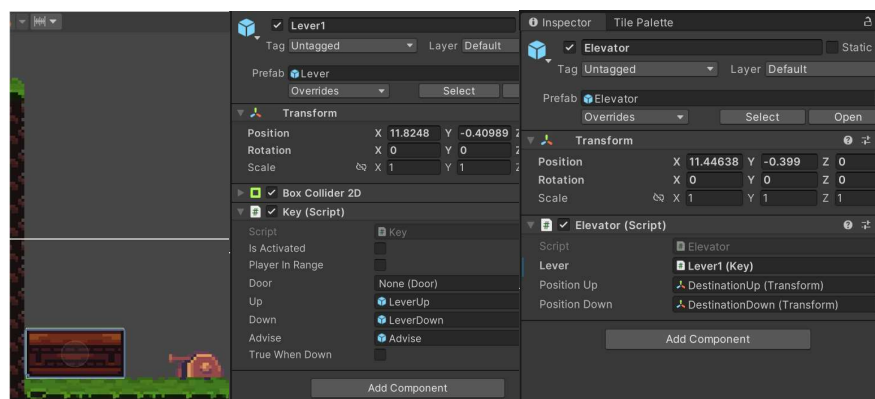 Lever1
Tag Untagged Layer Default
Prefab Lever
Overrides Select
Transform
Position X 11.8248 Y -0.40989 Z
Rotation X 0 Y 0 Z
Scale X 1 Y 1 Z
Box Collider 2D
# Key (Script)
Script # Key
Is Activated
Player In Range
Door None (Door)
Up LeverUp
Down LeverDown
Advise Advise
True When Down
Add Component
Inspector Tile Palette
Elevator Static
Tag Untagged Layer Default
Prefab Elevator
Overrides Select Open
Transform
Position X 11.44638 Y -0.399 Z 0
Rotation X 0 Y 0 Z 0
Scale X 1 Y 1 Z 1
# Elevator (Script)
Script # Elevator
Lever # Lever1 (Key)
Position Up DestinationUp (Transform)
Position Down DestinationDown (Transform)
Add Component